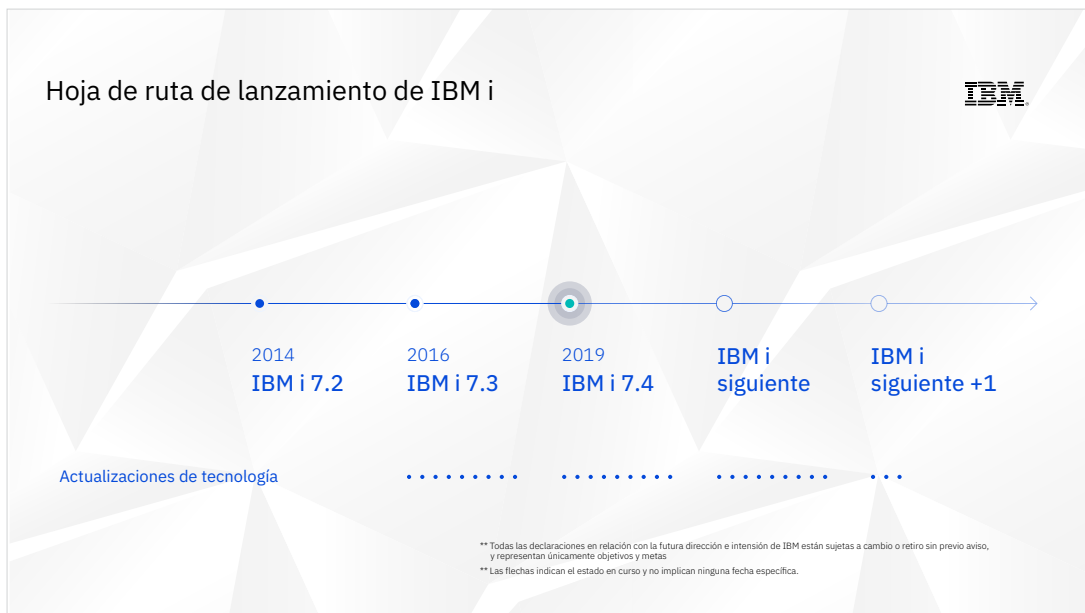 Hoja de ruta de lanzamiento de IBM i
IBM
2014
IBM i 7.2
2016
IBM i 7.3
2019
IBM i 7.4
IBM i
siguiente
IBM i
siguiente +1
Actualizaciones de tecnología
** Todas las declaraciones en relación con la futura dirección e intensión de IBM están sujetas a cambio o retiro sin previo aviso,
y representan únicamente objetivos y metas
** Las flechas indican el estado en curso y no implican ninguna fecha específica.